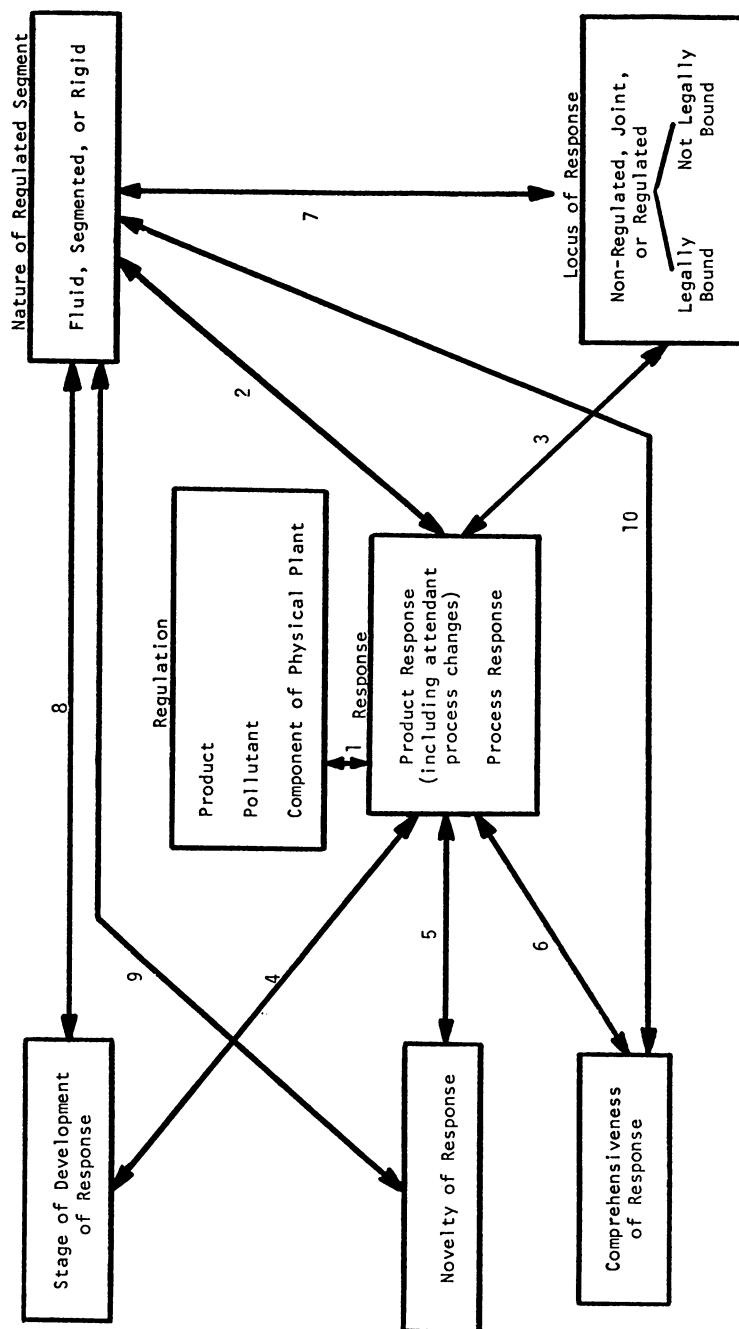 Nature of Regulated Segment
Fluid, Segmented, or Rigid
Regulation
Product
Pollutant
Component of Physical Plant
Response
Product Response
(including attendant
process changes)
Process Response
Locus of Response
Non-Regulated, Joint,
or Regulated
Legally
Bound
Not Legally
Bound
Stage of Development
of Response
Novelty of Response
Comprehensiveness
of Response
1
2
3
4
5
6
7
8
9
10